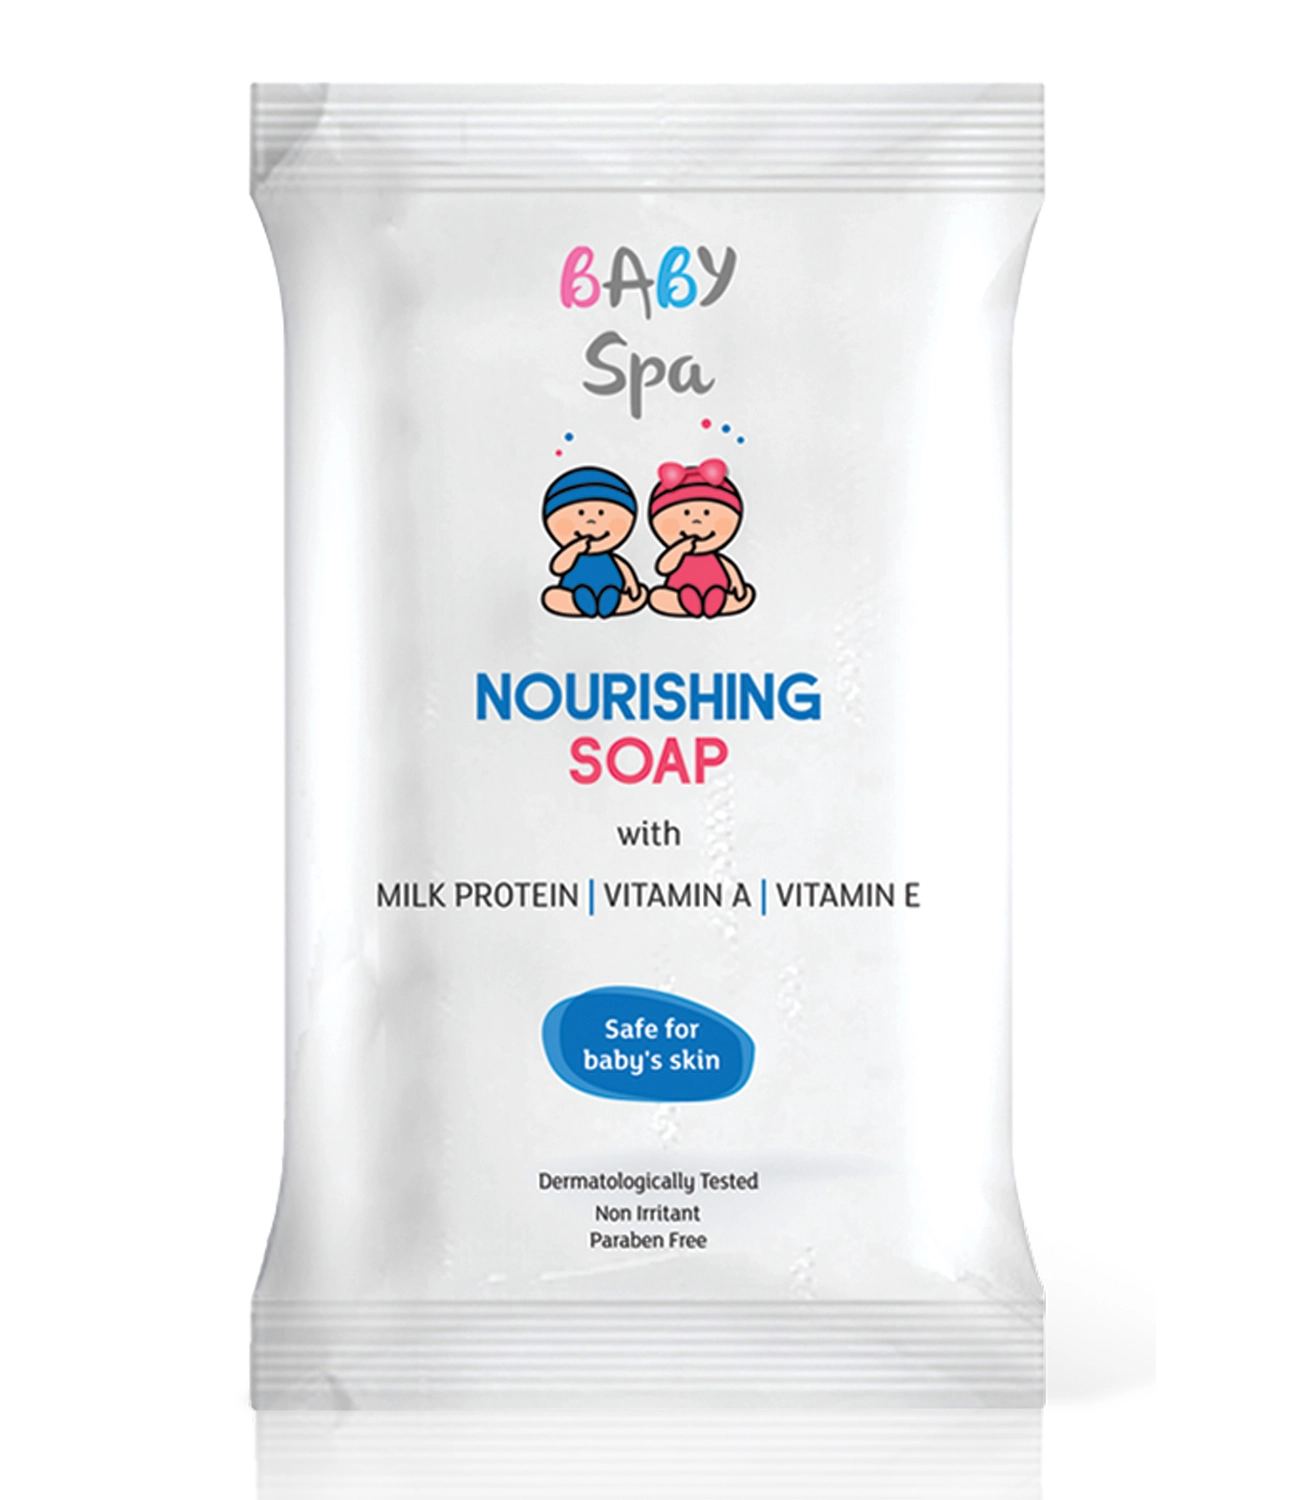 BABY
Spa
NOURISHING
SOAP
with
MILK PROTEIN | VITAMIN A | VITAMIN E
Safe for
baby's skin
Dermatologically Tested
Non Irritant
Paraben Free